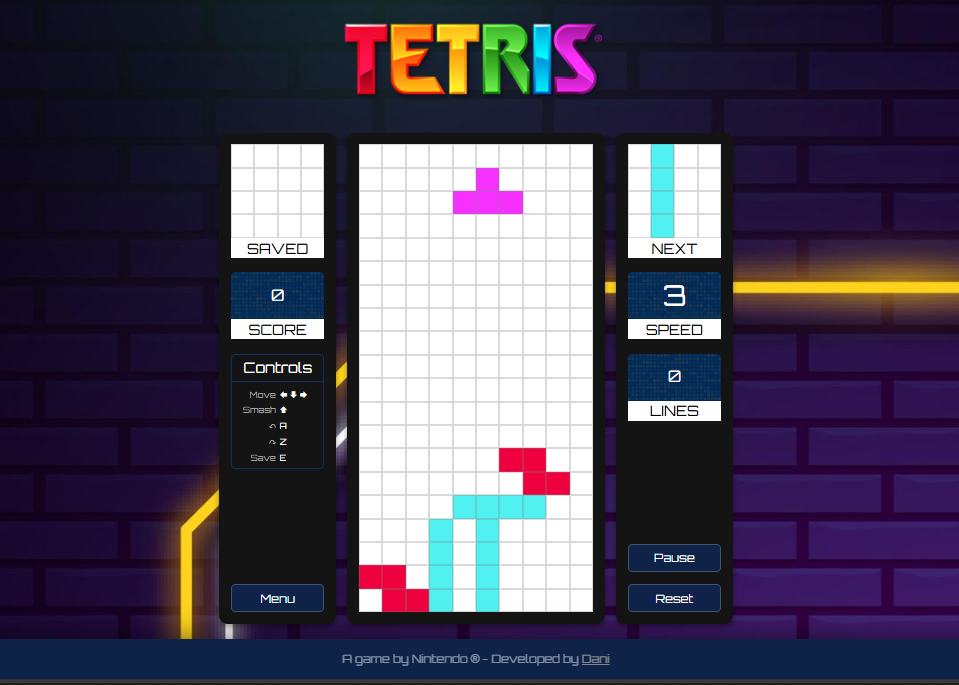 TETRIS®
SAVED
0
SCORE
Controls
Move
Smash
A
Z
Save E
Menu
NEXT
3
SPEED
0
LINES
Pause
Reset
A game by Nintendo ® - Developed by Dani